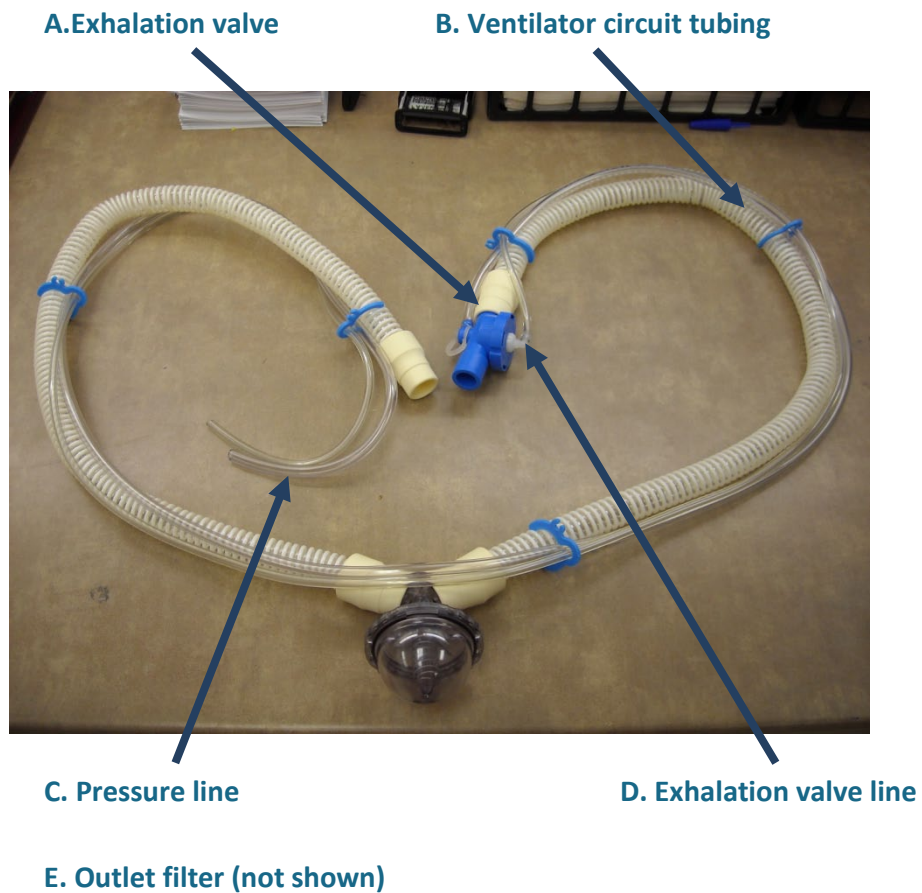 A.Exhalation valve
B. Ventilator circuit tubing
C. Pressure line
D. Exhalation valve line
E. Outlet filter (not shown)